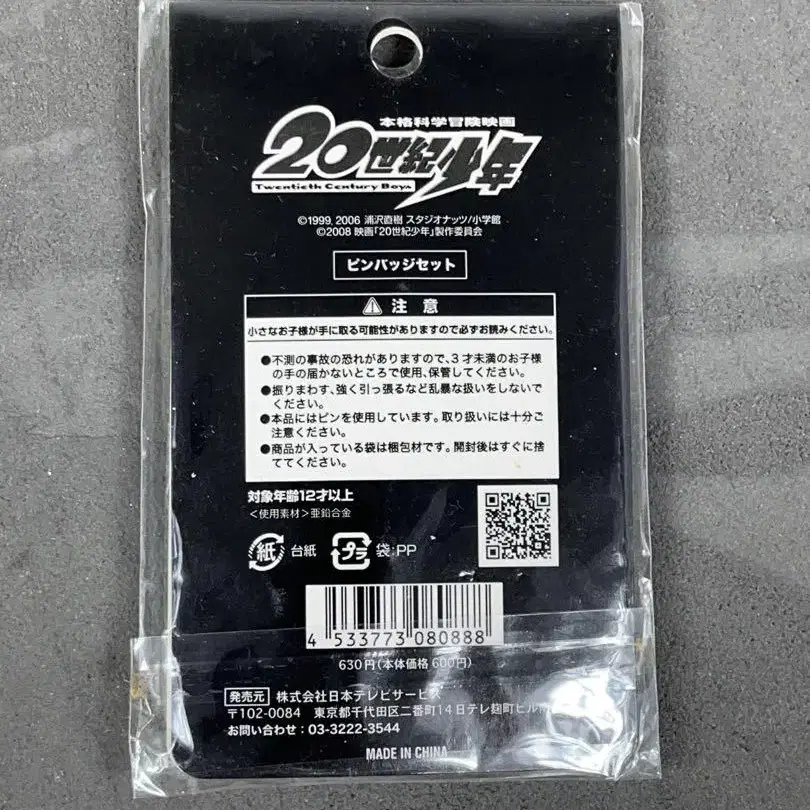 本格科学冒険映画
20世紀少年
Twentieth Century Boys
©1999, 2006 浦沢直樹 スタジオナッツ/小学館
©2008 映画「20世紀少年」製作委員会
ピンバッジセット
注意
小さなお子様が手に取る可能性がありますので必ずお読みください。
●不測の事故の恐れがありますので、3才未満のお子様
の手の届かないところで使用、保管してください。
●振りまわす、強く引っ張るなど乱暴な扱いをしないで
ください。
●本品にはピンを使用しています。取り扱いには十分ご
注意ください。
●商品が入っている袋は梱包材です。開封後はすぐに捨
ててください。
対象年齢12才以上
<使用素材>亜鉛合金
紙 台紙 プラ 袋:PP
4 533773 080888
630円(本体価格 600円)
発売元 株式会社日本テレビサービス
〒102-0084 東京都千代田区二番町14日テレ麹町ビル
お問い合わせ:03-3222-3544
MADE IN CHINA